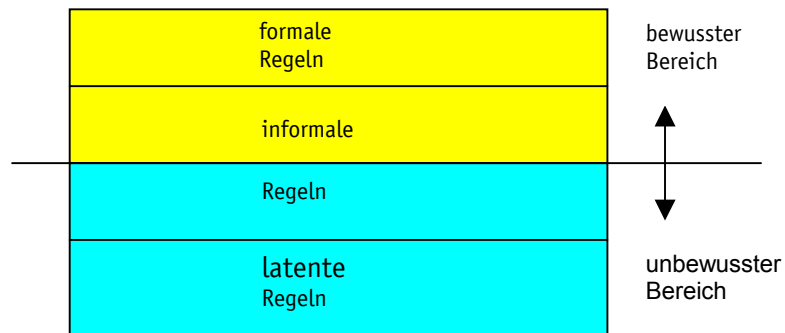 formale
Regeln
bewusster
Bereich
informale
Regeln
latente
Regeln
unbewusster
Bereich